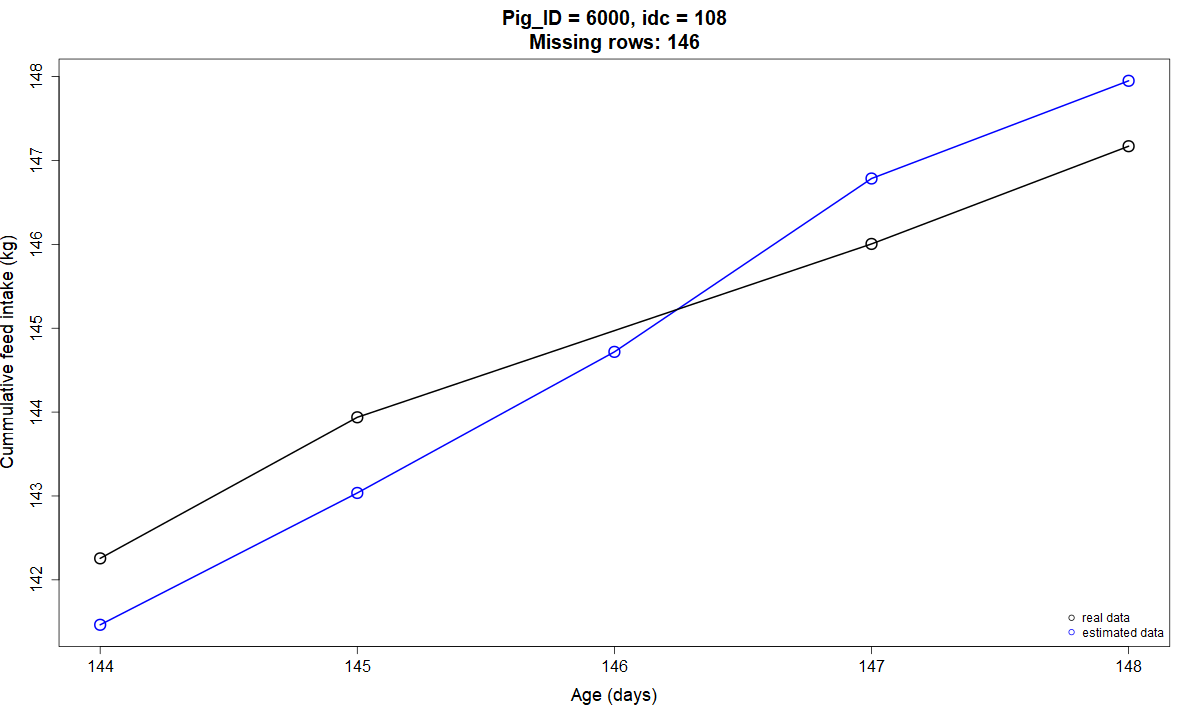 Pig_ID = 6000, idc = 108
Missing rows: 146
Cummulative feed intake (kg)
148
147
146
145
144
143
142
real data
estimated data
144 145 146 147 148
Age (days)